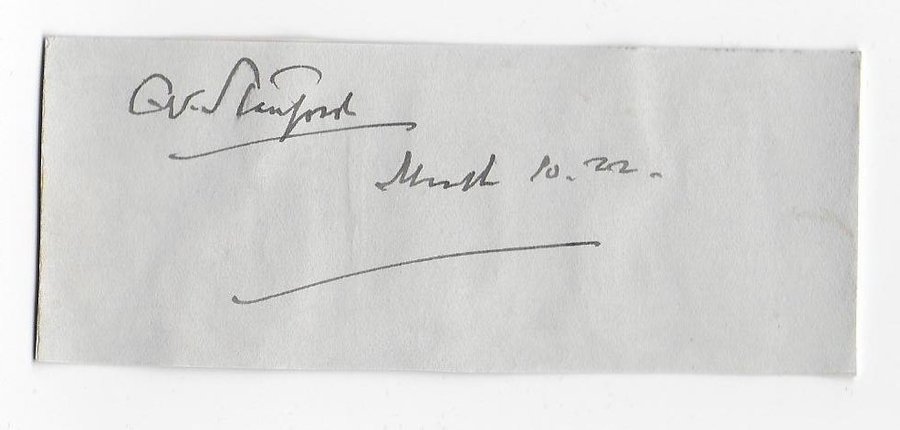 C.V. Stanford
March 10. 22.